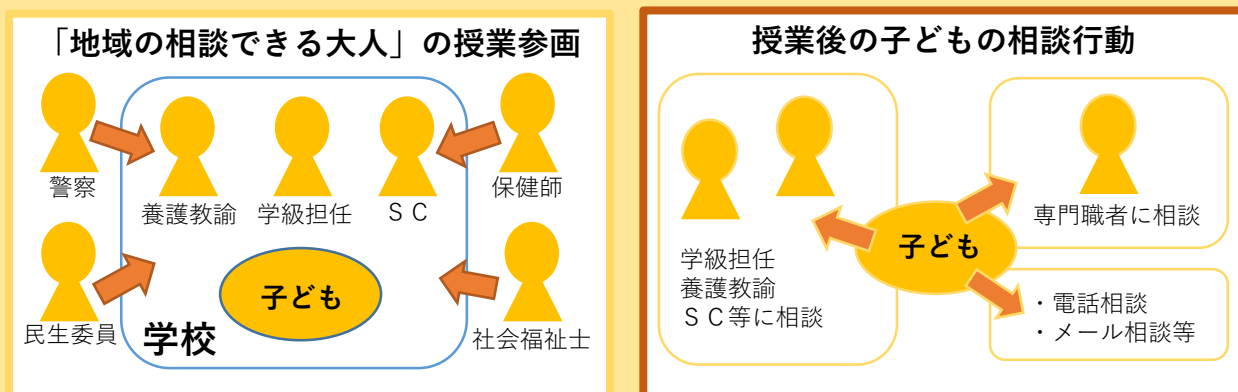 「地域の相談できる大人」の授業参画
警察
養護教諭
学級担任
ＳＣ
保健師
民生委員
学校
子ども
社会福祉士
授業後の子どもの相談行動
学級担任
養護教諭
ＳＣ等に相談
子ども
専門職者に相談
・電話相談
・メール相談等